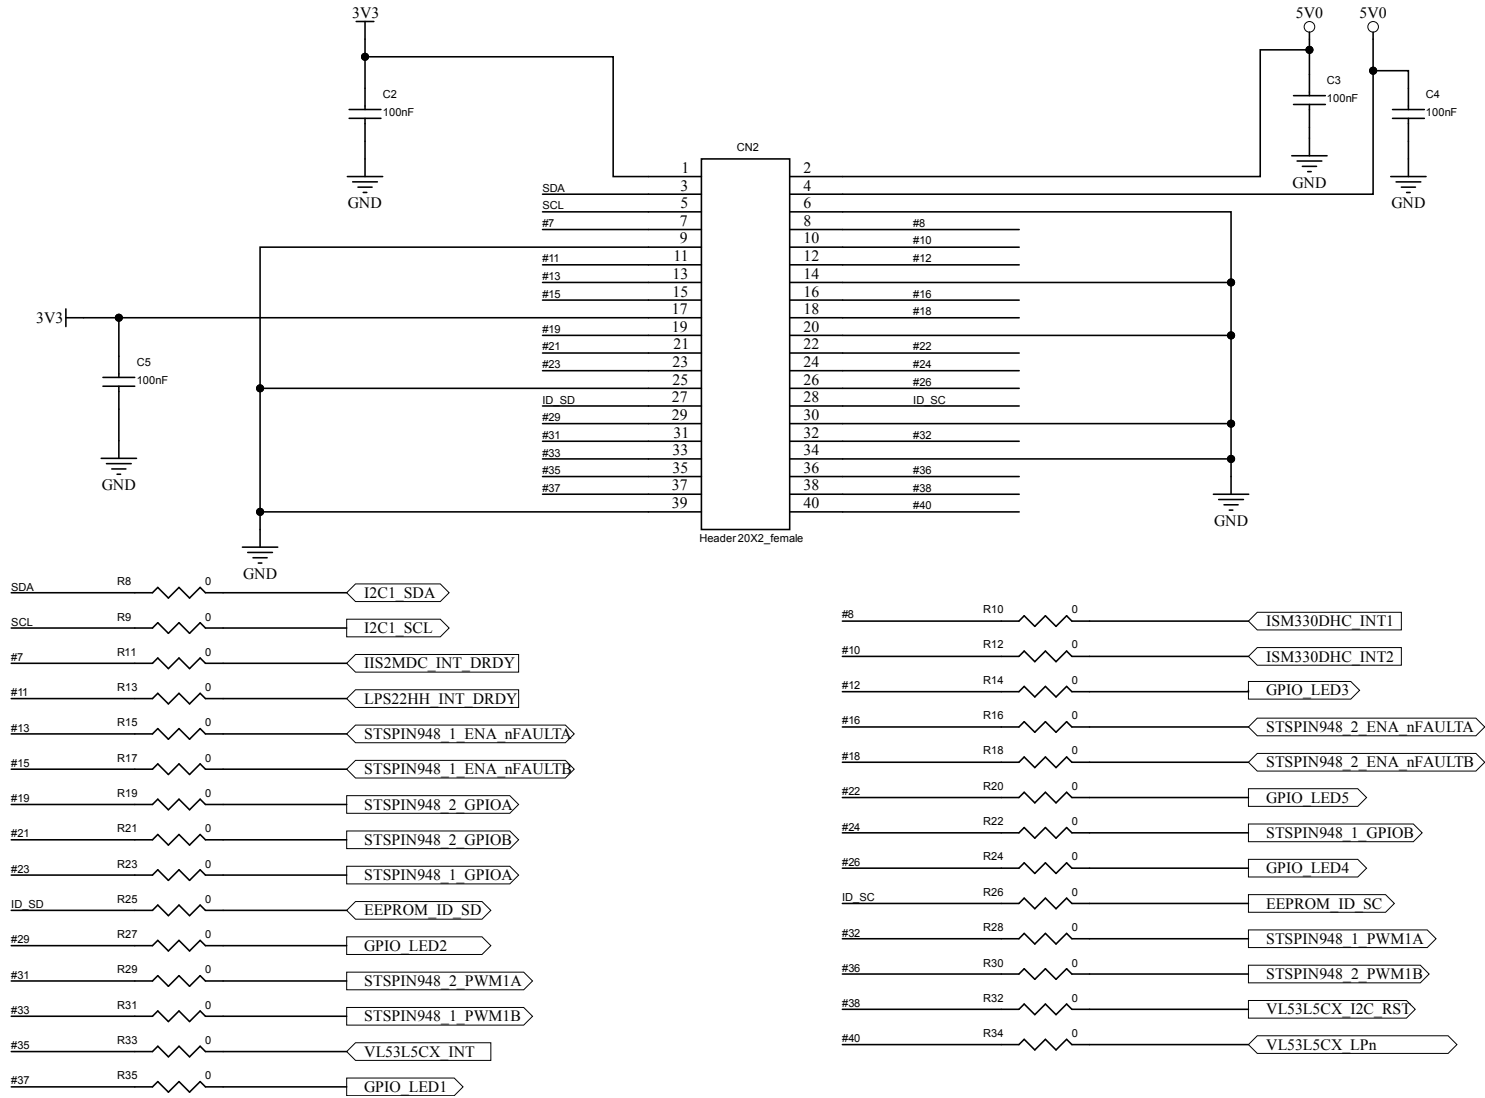 3V3
5V0 5V0
C2
100nF
C3
100nF
C4
100nF
GND
GND
GND
CN2
1 2
SDA 3 4
SCL 5 6
#7 7 8 #8
9 10 #10
#11 11 12 #12
#13 13 14
#15 15 16 #16
3V3 17 18 #18
#19 19 20
#21 21 22 #22
#23 23 24 #24
25 26 #26
ID_SD 27 28 ID_SC
#29 29 30
#31 31 32 #32
#33 33 34
#35 35 36 #36
#37 37 38 #38
39 40 #40
C5
100nF
GND
GND
GND
Header 20X2_female
SDA R8 0 I2C1_SDA
SCL R9 0 I2C1_SCL
#7 R11 0 IIS2MDC_INT_DRDY
#11 R13 0 LPS22HH_INT_DRDY
#13 R15 0 STSPIN948_1_ENA_nFAULTA
#15 R17 0 STSPIN948_1_ENA_nFAULTB
#19 R19 0 STSPIN948_2_GPIOA
#21 R21 0 STSPIN948_2_GPIOB
#23 R23 0 STSPIN948_1_GPIOA
ID_SD R25 0 EEPROM_ID_SD
#29 R27 0 GPIO_LED2
#31 R29 0 STSPIN948_2_PWM1A
#33 R31 0 STSPIN948_1_PWM1B
#35 R33 0 VL53L5CX_INT
#37 R35 0 GPIO_LED1
#8 R10 0 ISM330DHC_INT1
#10 R12 0 ISM330DHC_INT2
#12 R14 0 GPIO_LED3
#16 R16 0 STSPIN948_2_ENA_nFAULTA
#18 R18 0 STSPIN948_2_ENA_nFAULTB
#22 R20 0 GPIO_LED5
#24 R22 0 STSPIN948_1_GPIOB
#26 R24 0 GPIO_LED4
ID_SC R26 0 EEPROM_ID_SC
#32 R28 0 STSPIN948_1_PWM1A
#36 R30 0 STSPIN948_2_PWM1B
#38 R32 0 VL53L5CX_I2C_RST
#40 R34 0 VL53L5CX_LPn